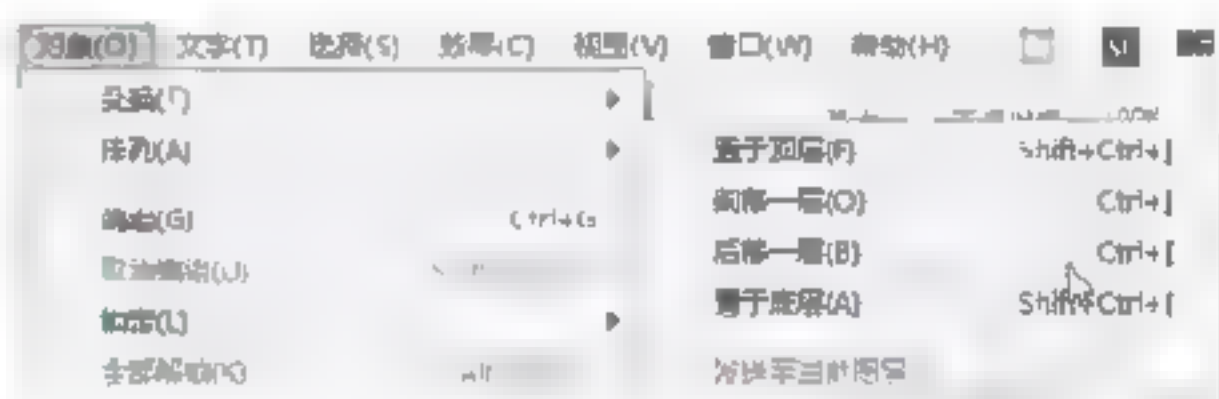 对象(O) 文字(T) 选择(S) 效果(C) 视图(V) 窗口(W) 帮助(H)
变换(T)
排列(A)
置于顶层(F) Shift+Ctrl+]
前移一层(O) Ctrl+]
编组(G) Ctrl+G
后移一层(B) Ctrl+[
取消编组(U)
置于底层(A) Shift+Ctrl+[
锁定(L)
全部解锁(K)
发送至当前图层